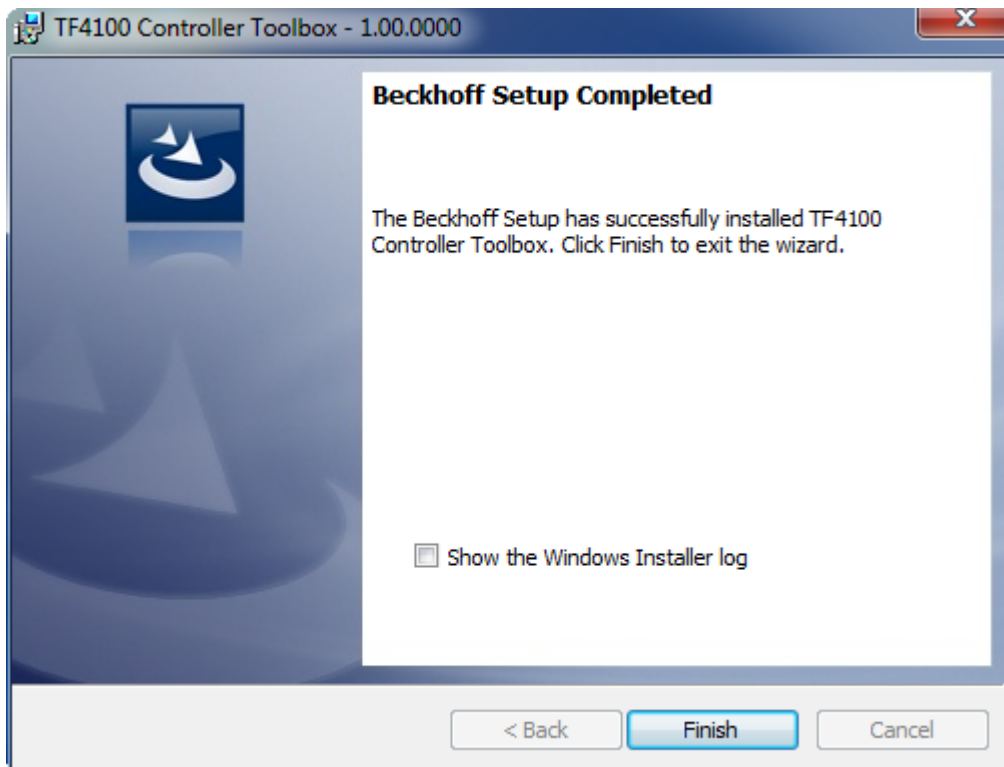 TF4100 Controller Toolbox - 1.00.0000
X
Beckhoff Setup Completed
The Beckhoff Setup has successfully installed TF4100
Controller Toolbox. Click Finish to exit the wizard.
Show the Windows Installer log
< Back
Finish
Cancel